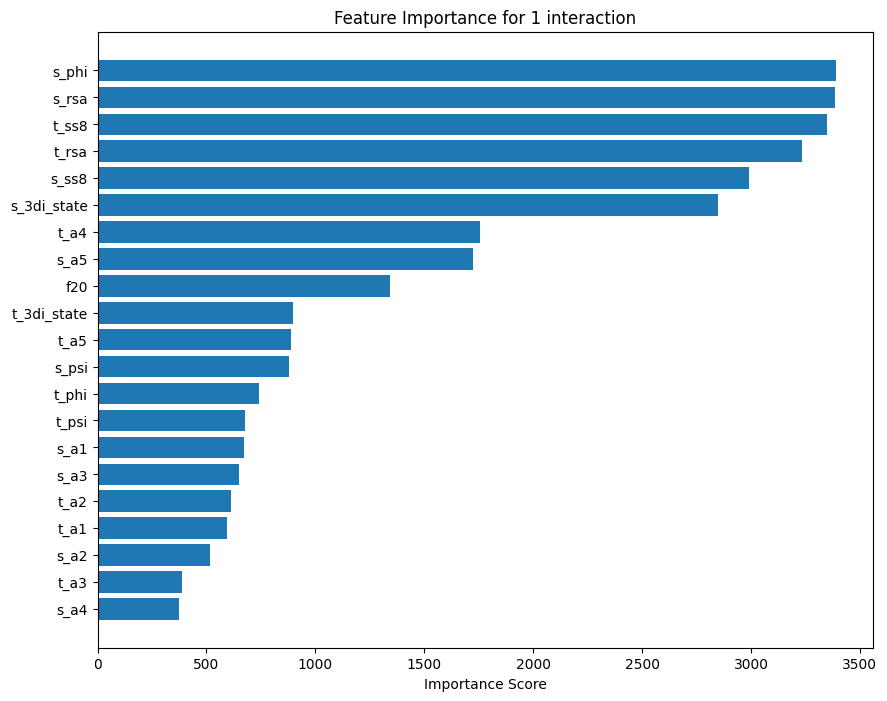 Feature Importance for 1 interaction
s_phi
s_rsa
t_ss8
t_rsa
s_ss8
s_3di_state
t_a4
s_a5
f20
t_3di_state
t_a5
s_psi
t_phi
t_psi
s_a1
s_a3
t_a2
t_a1
s_a2
t_a3
s_a4
0 500 1000 1500 2000 2500 3000 3500
Importance Score